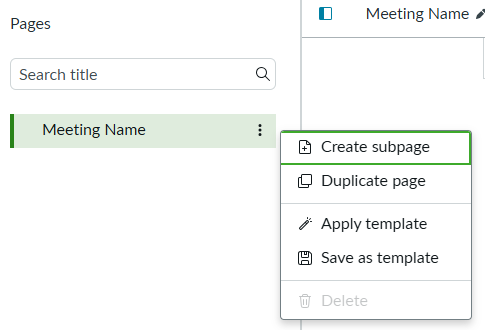 Pages
Meeting Name
Search title
Meeting Name
Create subpage
Duplicate page
Apply template
Save as template
Delete